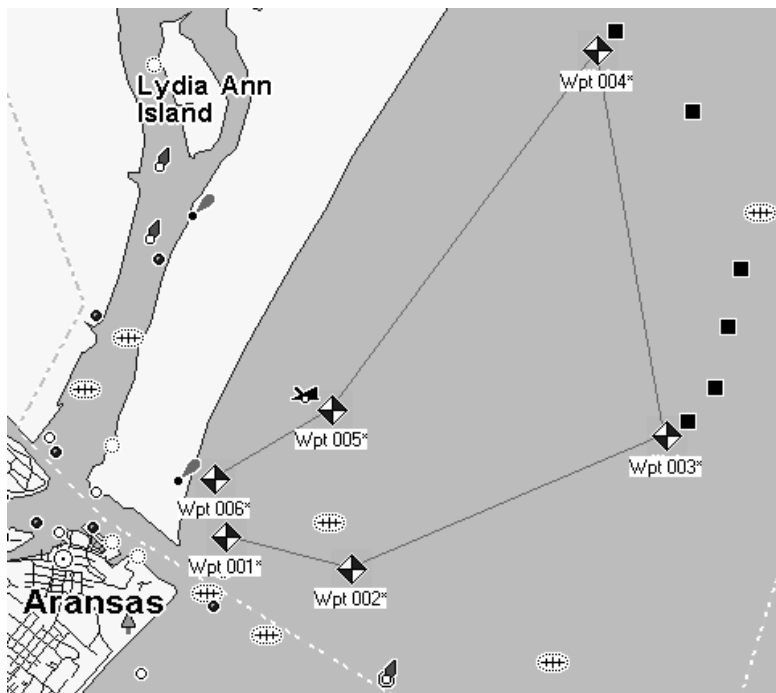 Lydia Ann
Island
Wpt 004*
Wpt 005*
Wpt 003*
Wpt 006*
Wpt 001*
Wpt 002*
Aransas